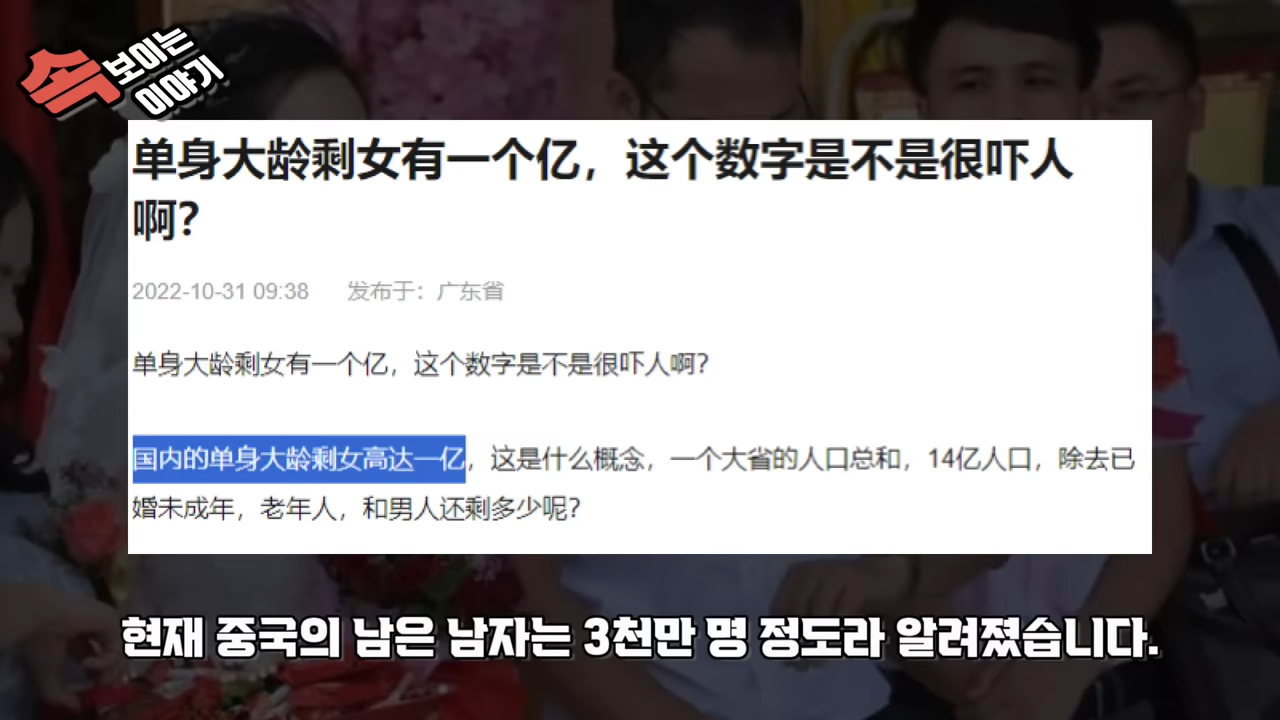 속
보이는
이야기
单身大龄剩女有一个亿，这个数字是不是很吓人
啊？
2022-10-31 09:38 发布于：广东省
单身大龄剩女有一个亿，这个数字是不是很吓人啊？
国内的单身大龄剩女高达一亿，这是什么概念，一个大省的人口总和，14亿人口，除去已
婚未成年，老年人，和男人还剩多少呢？
현재 중국의 남은 남자는 3천만 명 정도라 알려졌습니다.